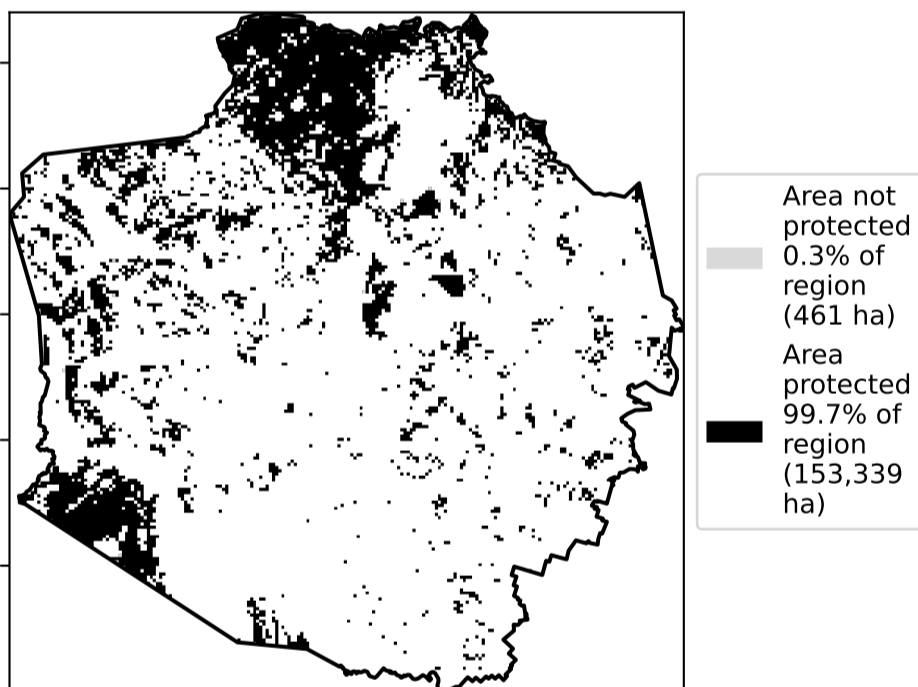 Area not
protected
0.3% of
region
(461 ha)
Area
protected
99.7% of
region
(153,339
ha)